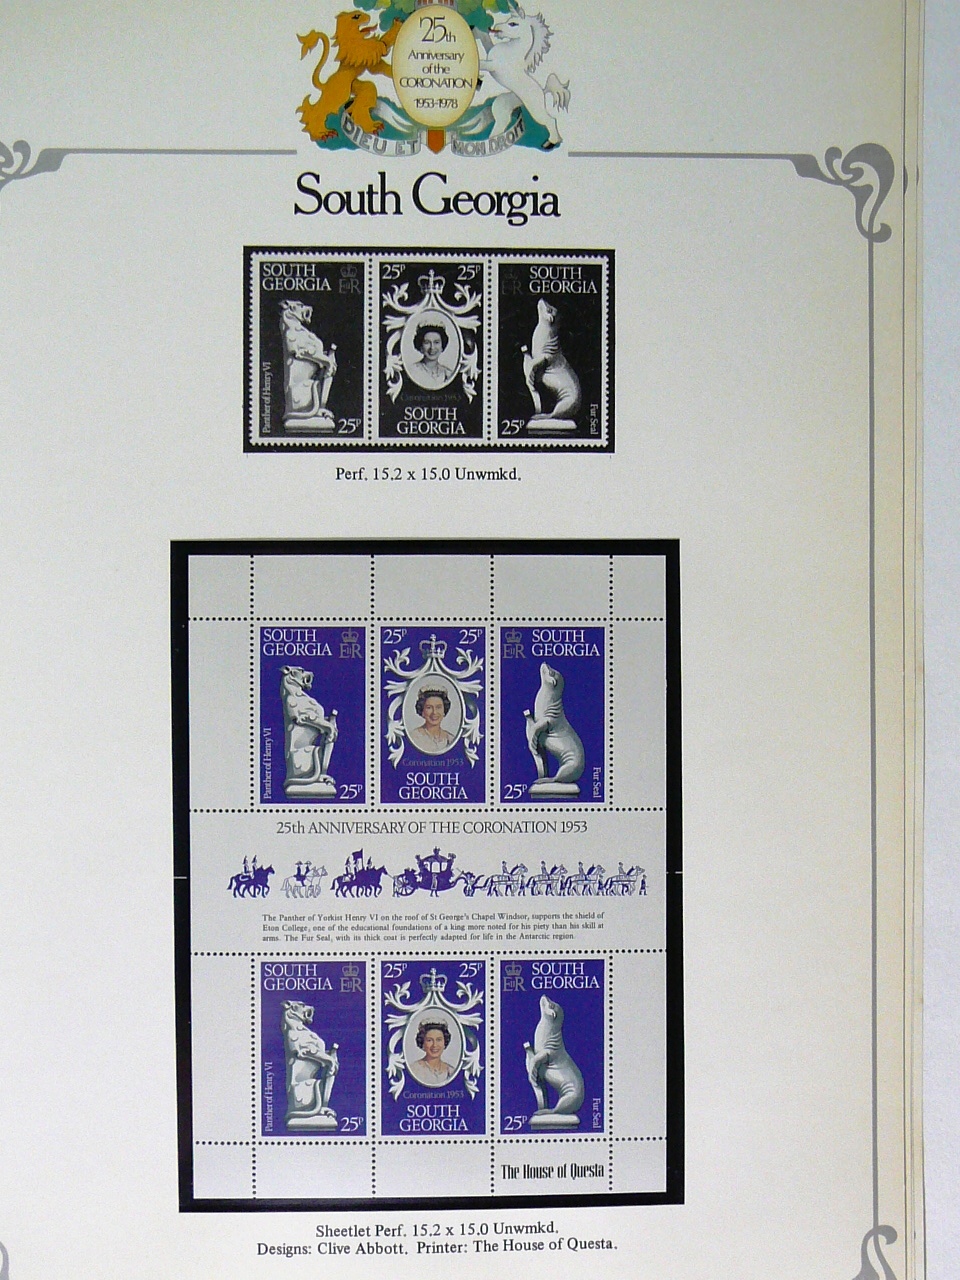 25th
Anniversary
of the
CORONATION
1953-1978
DIEU ET MON DROIT
South Georgia
SOUTH GEORGIA
EIIR
Panther of Henry VI
25P
25P 25P
Coronation 1953
SOUTH GEORGIA
EIIR
SOUTH GEORGIA
25P
Fur Seal
Perf. 15.2 x 15.0 Unwmkd.
SOUTH GEORGIA
EIIR
Panther of Henry VI
25P
25P 25P
Coronation 1953
SOUTH GEORGIA
EIIR
SOUTH GEORGIA
25P
Fur Seal
25th ANNIVERSARY OF THE CORONATION 1953
The Panther of Yorkist Henry VI on the roof of St George's Chapel Windsor, supports the shield of
Eton College, one of the educational foundations of a king more noted for his piety than his skill at
arms. The Fur Seal, with its thick coat is perfectly adapted for life in the Antarctic region.
SOUTH GEORGIA
EIIR
Panther of Henry VI
25P
25P 25P
Coronation 1953
SOUTH GEORGIA
EIIR
SOUTH GEORGIA
25P
Fur Seal
The House of Questa
Sheetlet Perf. 15.2 x 15.0 Unwmkd.
Designs: Clive Abbott. Printer: The House of Questa.